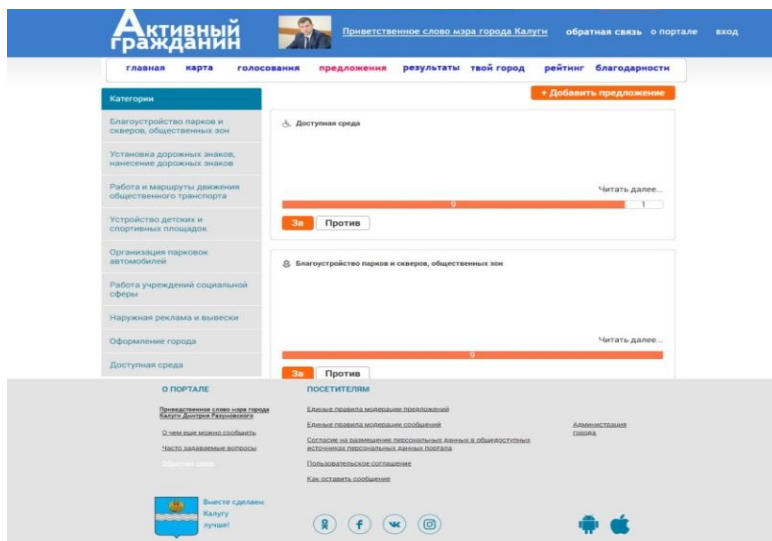 Активный
гражданин
Приветственное слово мэра города Калуги
обратная связь о портале вход
главная карта голосования предложения результаты твой город рейтинг благодарности
Категории
+ Добавить предложение
Благоустройство парков и
скверов, общественных зон
Установка дорожных знаков,
нанесение дорожных знаков
Работа и маршруты движения
общественного транспорта
Устройство детских и
спортивных площадок
Организация парковок
автомобилей
Работа учреждений социальной
сферы
Наружная реклама и вывески
Оформление города
Доступная среда
Доступная среда
Читать далее...
9 1
За Против
Благоустройство парков и скверов, общественных зон
Читать далее...
9
За Против
О ПОРТАЛЕ
Приведственное слово мэра города
Калуги Дмитрия Разумовского
О чем еще можно сообщить
Часто задаваемые вопросы
Обратная связь
ПОСЕТИТЕЛЯМ
Единые правила модерации предложений
Единые правила модерации сообщений
Согласие на размещение персональных данных в общедоступных
источниках персональных данных портала
Пользовательское соглашение
Как оставить сообщение
Администрация
города
Вместе сделаем
Калугу
лучше!